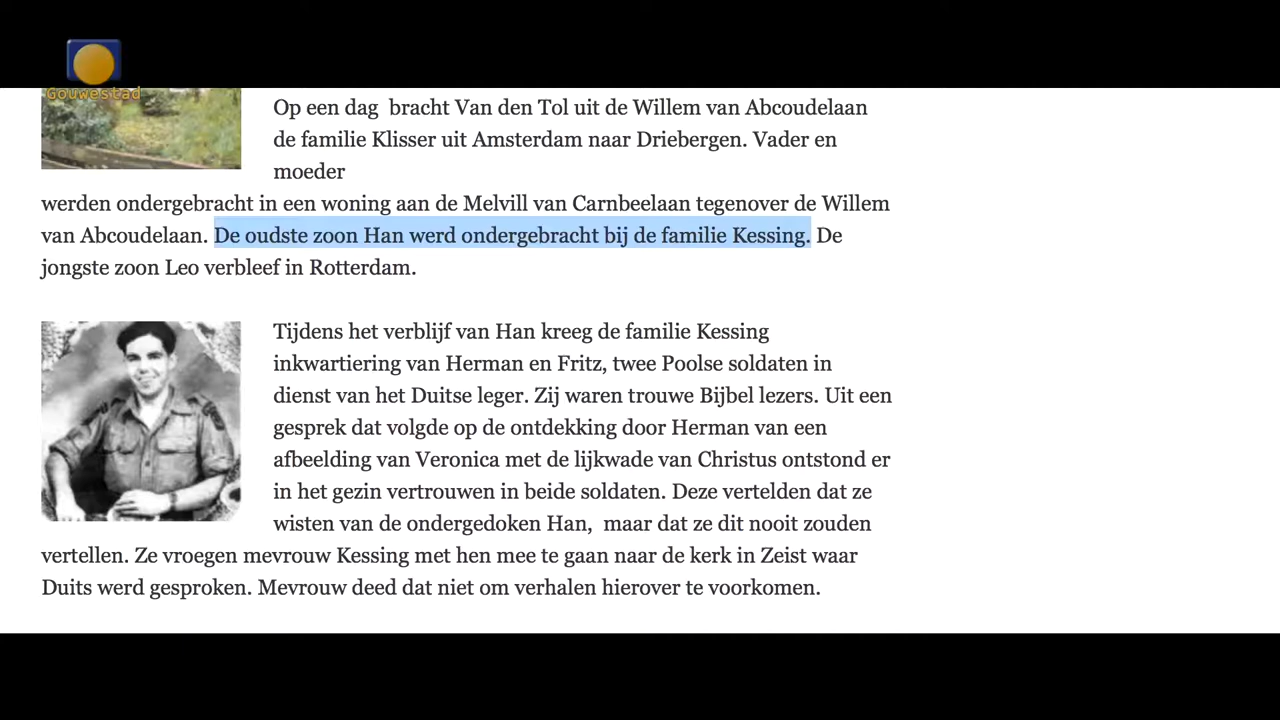 Gouwestad
Op een dag bracht Van den Tol uit de Willem van Abcoudelaan
de familie Klisser uit Amsterdam naar Driebergen. Vader en
moeder
werden ondergebracht in een woning aan de Melvill van Carnbeelaan tegenover de Willem
van Abcoudelaan. De oudste zoon Han werd ondergebracht bij de familie Kessing. De
jongste zoon Leo verbleef in Rotterdam.
Tijdens het verblijf van Han kreeg de familie Kessing
inkwartiering van Herman en Fritz, twee Poolse soldaten in
dienst van het Duitse leger. Zij waren trouwe Bijbel lezers. Uit een
gesprek dat volgde op de ontdekking door Herman van een
afbeelding van Veronica met de lijkwade van Christus ontstond er
in het gezin vertrouwen in beide soldaten. Deze vertelden dat ze
wisten van de ondergedoken Han, maar dat ze dit nooit zouden
vertellen. Ze vroegen mevrouw Kessing met hen mee te gaan naar de kerk in Zeist waar
Duits werd gesproken. Mevrouw deed dat niet om verhalen hierover te voorkomen.